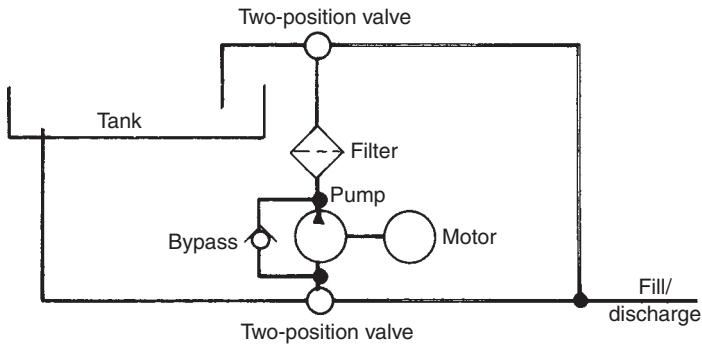 Two-position valve
Tank
Filter
Pump
Bypass
Motor
Fill/
discharge
Two-position valve